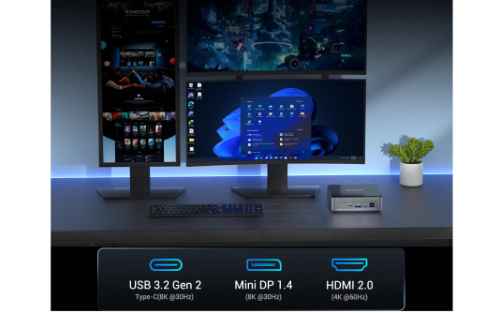 USB 3.2 Gen 2
Type-C(8K @30Hz)
Mini DP 1.4
(8K @30Hz)
HDMI 2.0
(4K @60Hz)